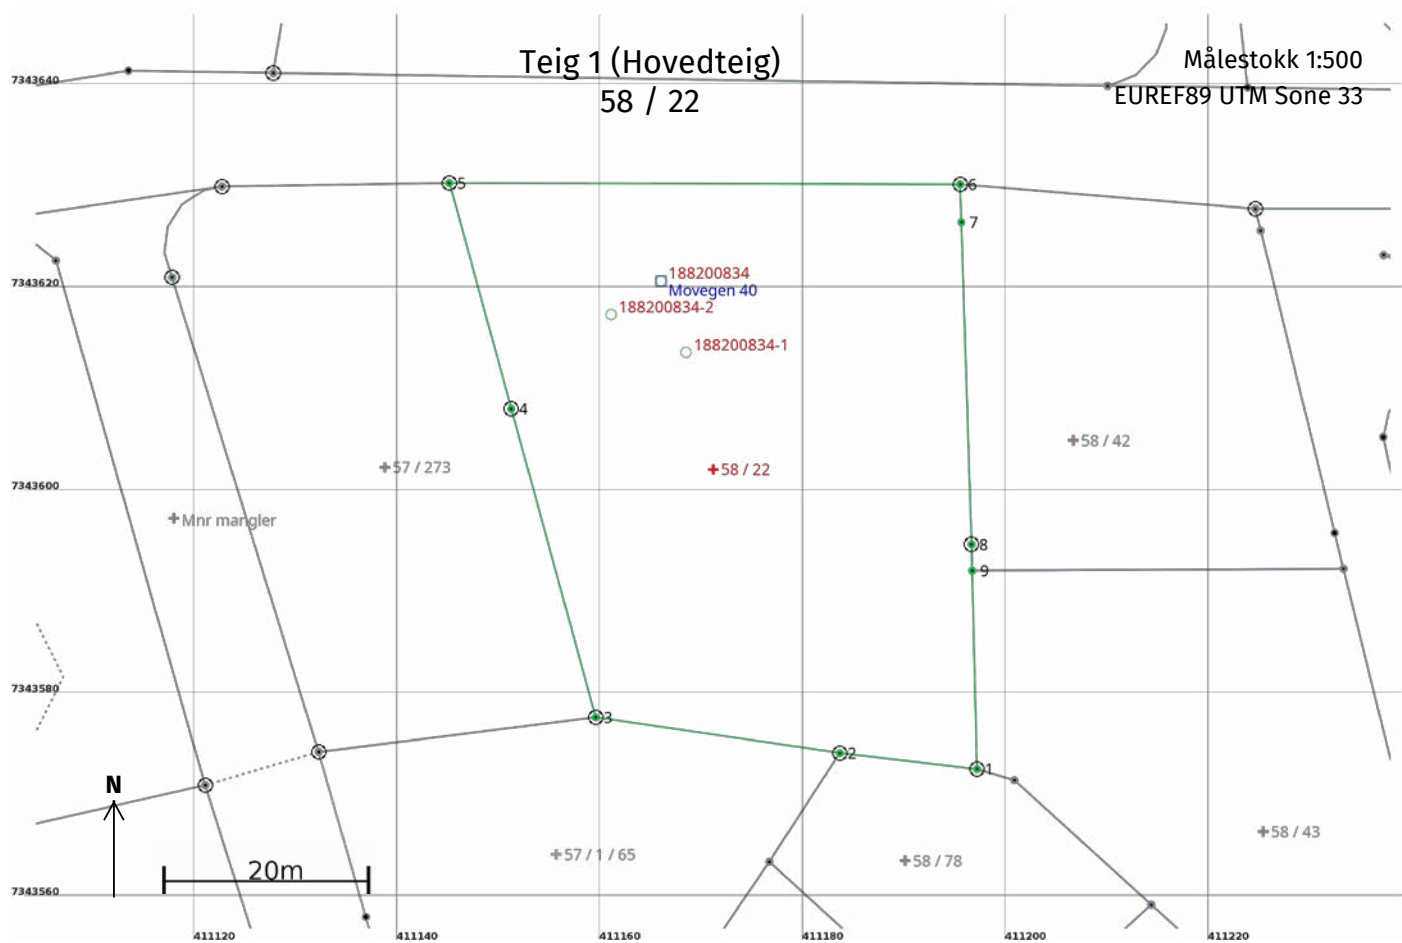 Teig 1 (Hovedteig)
58 / 22
Målestokk 1:500
EUREF89 UTM Sone 33
7343640
5
6
7
188200834
Movegen 40
7343620
188200834-2
188200834-1
4
58 / 42
57 / 273
58 / 22
7343600
Mnr mangler
8
9
7343580
3
2
1
N
58 / 43
57 / 1 / 65
58 / 78
20m
7343560
411120
411140
411160
411180
411200
411220